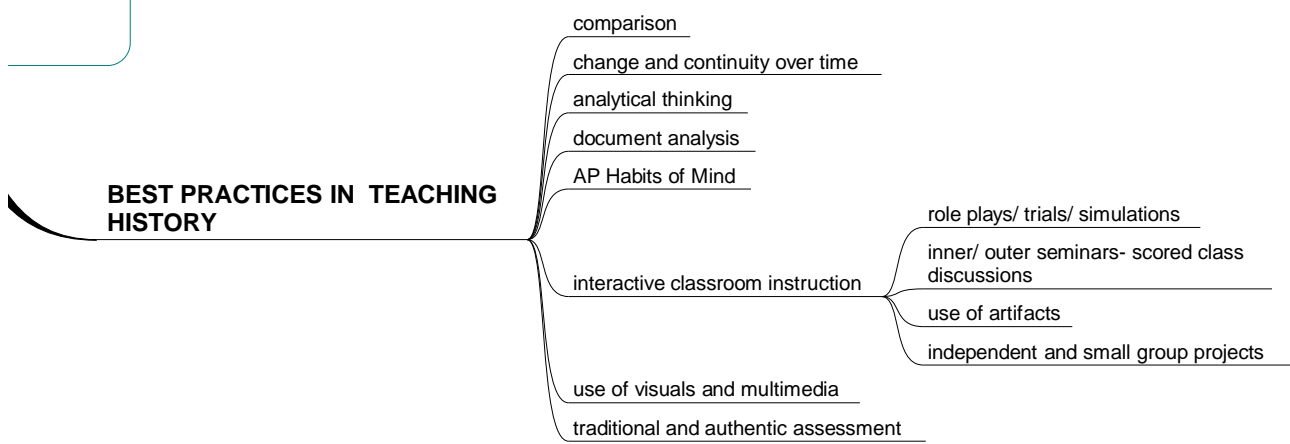 comparison
change and continuity over time
analytical thinking
document analysis
AP Habits of Mind
BEST PRACTICES IN  TEACHING
HISTORY
interactive classroom instruction
role plays/ trials/ simulations
inner/ outer seminars- scored class
discussions
use of artifacts
independent and small group projects
use of visuals and multimedia
traditional and authentic assessment